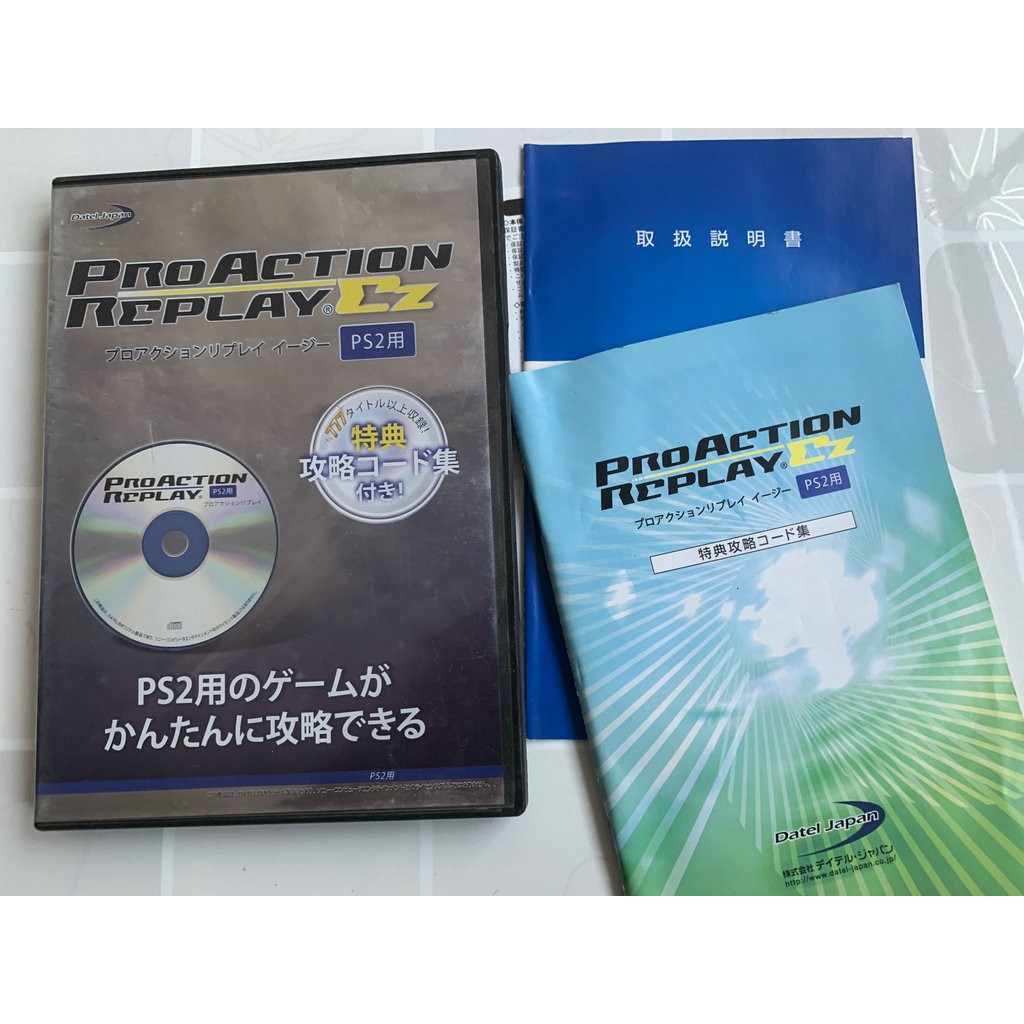 Datel Japan
PRO ACTION
REPLAY® Ez
プロアクションリプレイ イージー PS2用
777タイトル以上収録!
特典
攻略コード集
付き!
PRO ACTION
REPLAY® PS2用
プロアクションリプレイ
PS2用のゲームが
かんたんに攻略できる
PS2用
取扱説明書
PRO ACTION
REPLAY® Ez
プロアクションリプレイ イージー PS2用
特典攻略コード集
Datel Japan
株式会社 デイテル・ジャパン
http://www.datel-japan.co.jp/